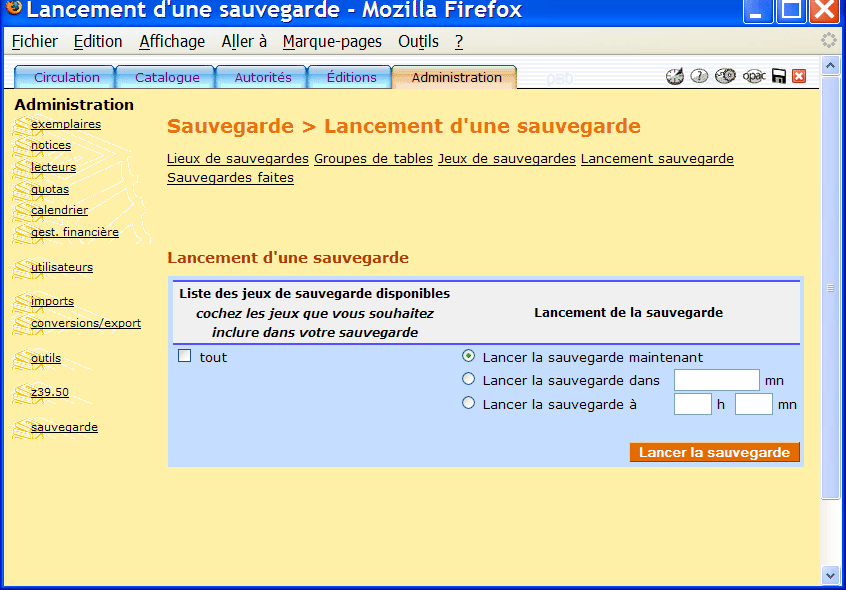 Lancement d'une sauvegarde - Mozilla Firefox
Fichier Edition Affichage Aller à Marque-pages Outils ?
Circulation Catalogue Autorités Éditions Administration pmb opac
Administration
exemplaires
notices
lecteurs
quotas
calendrier
gest. financière
utilisateurs
imports
conversions/export
outils
z39.50
sauvegarde
Sauvegarde > Lancement d'une sauvegarde
Lieux de sauvegardes Groupes de tables Jeux de sauvegardes Lancement sauvegarde
Sauvegardes faites
Lancement d'une sauvegarde
Liste des jeux de sauvegarde disponibles
cochez les jeux que vous souhaitez
inclure dans votre sauvegarde
Lancement de la sauvegarde
tout
Lancer la sauvegarde maintenant
Lancer la sauvegarde dans mn
Lancer la sauvegarde à h mn
Lancer la sauvegarde